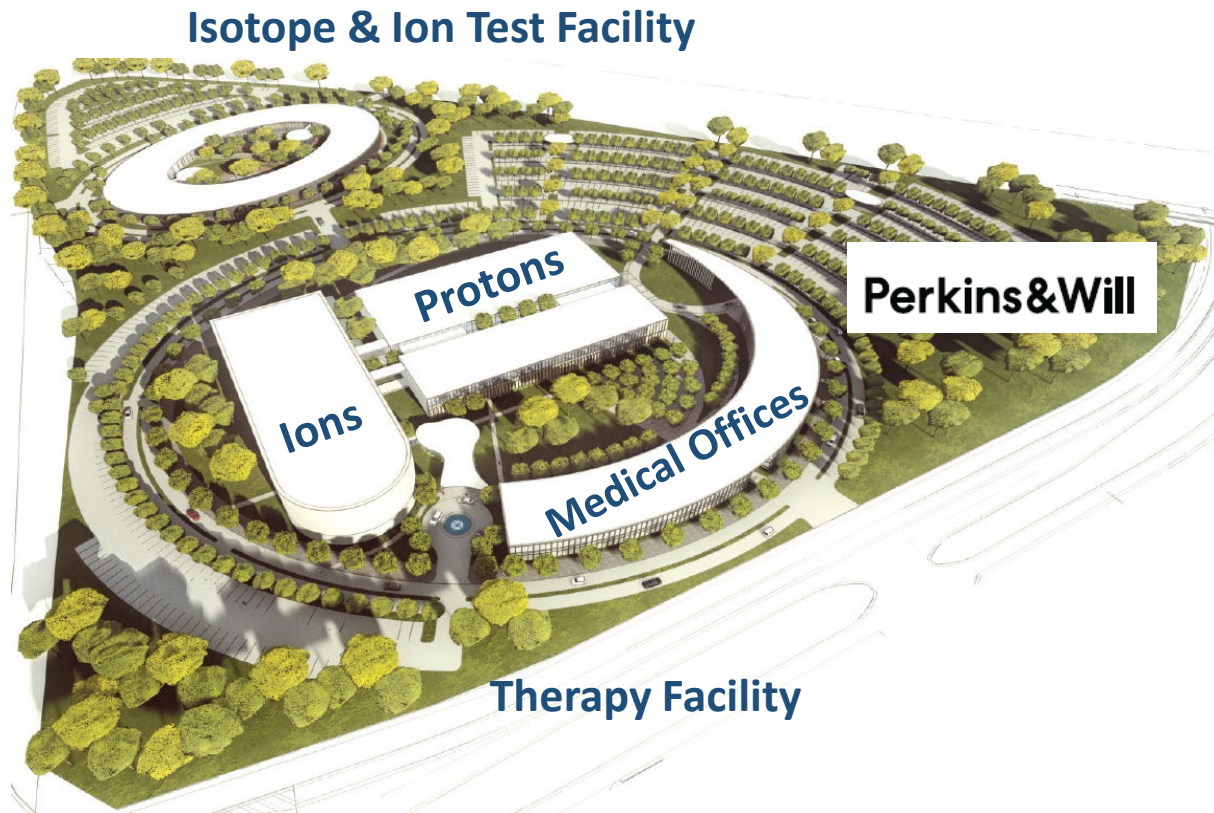 Isotope & Ion Test Facility
Protons
Perkins&Will
Ions
Medical Offices
Therapy Facility